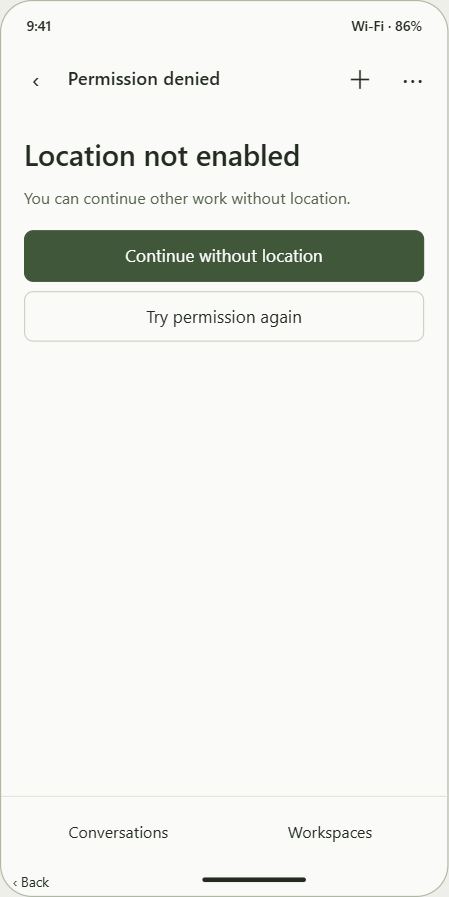 9:41
Wi-Fi · 86%
‹ Permission denied + ...
Location not enabled
You can continue other work without location.
Continue without location
Try permission again
Conversations
Workspaces
‹ Back